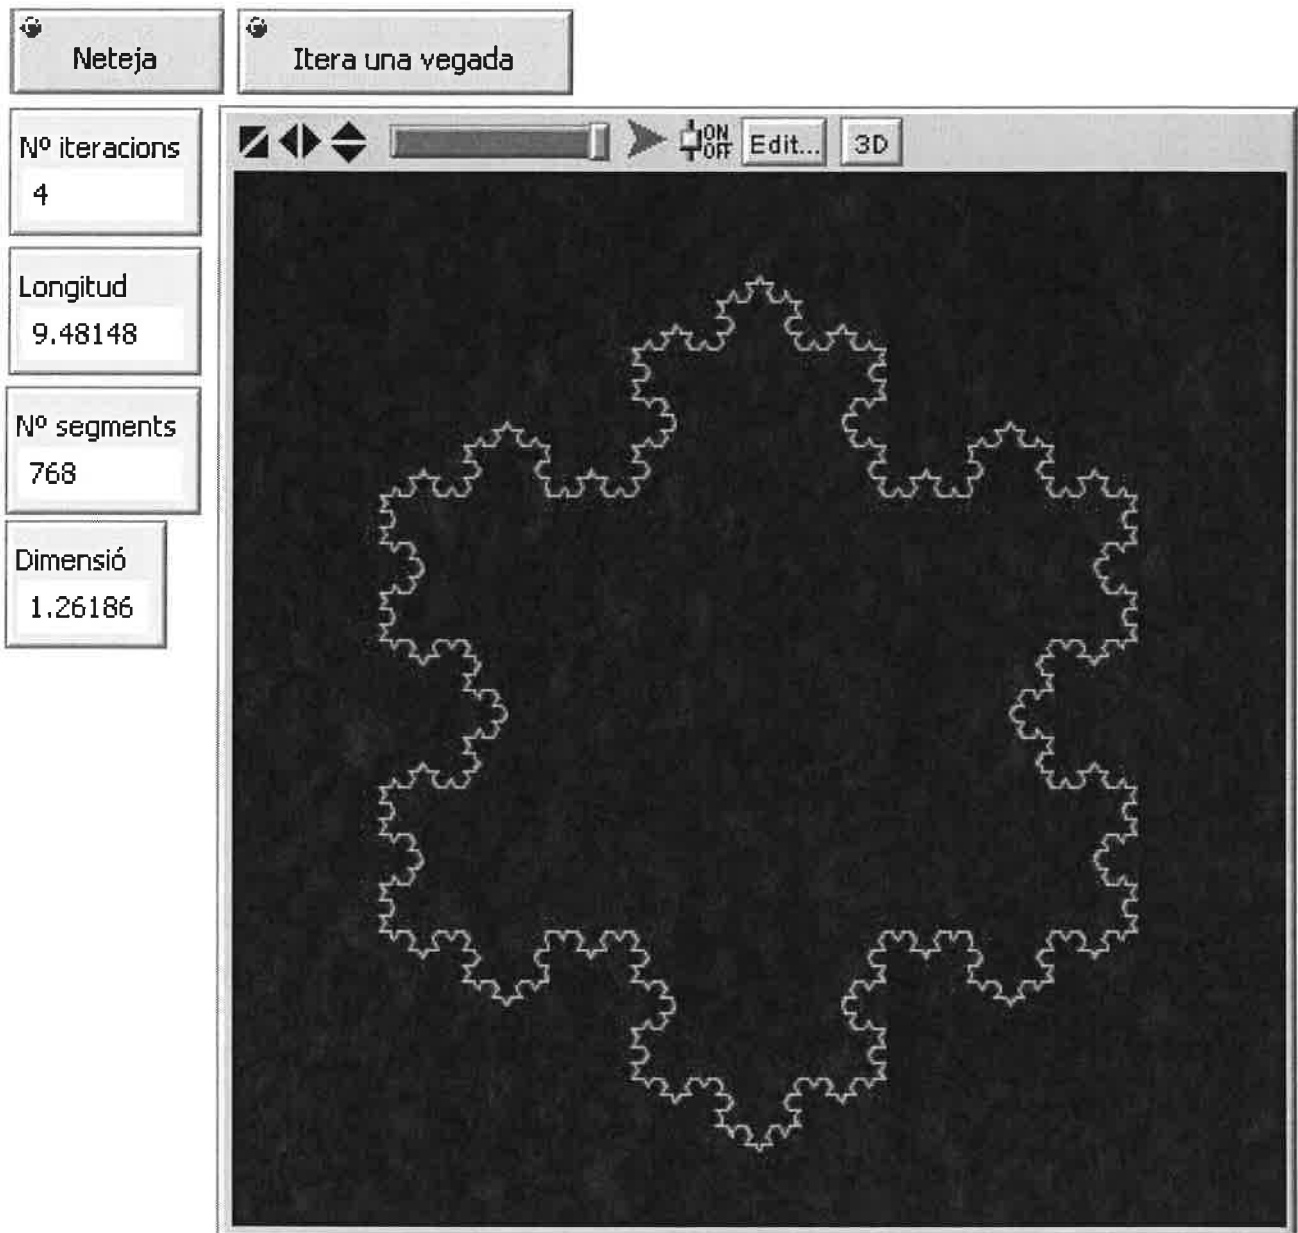 Neteja
Itera una vegada
Nº iteracions
4
ON
OFF
Edit...
3D
Longitud
9.48148
Nº segments
768
Dimensió
1.26186